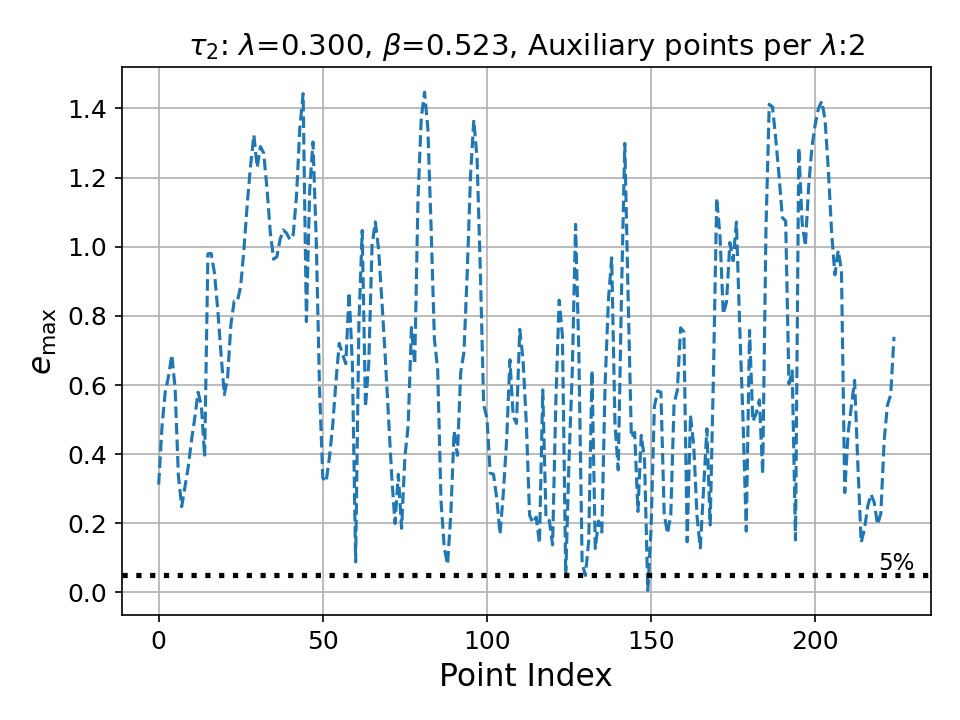 τ₂: λ=0.300, β=0.523, Auxiliary points per λ:2
1.4
1.2
1.0
0.8
0.6
0.4
0.2
0.0
e_max
5%
0 50 100 150 200
Point Index